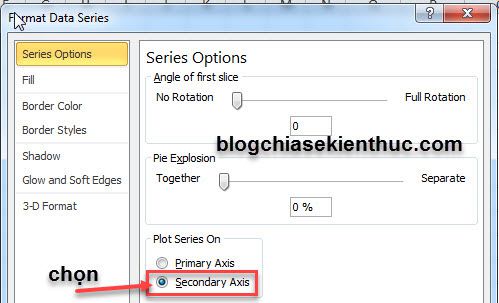 Format Data Series
?
Series Options
Fill
Border Color
Border Styles
Shadow
Glow and Soft Edges
3-D Format
Series Options
Angle of first slice
No Rotation Full Rotation
0
blogchiasekienthuc.com
Pie Explosion
Together Separate
0 %
Plot Series On
Primary Axis
chọn
Secondary Axis